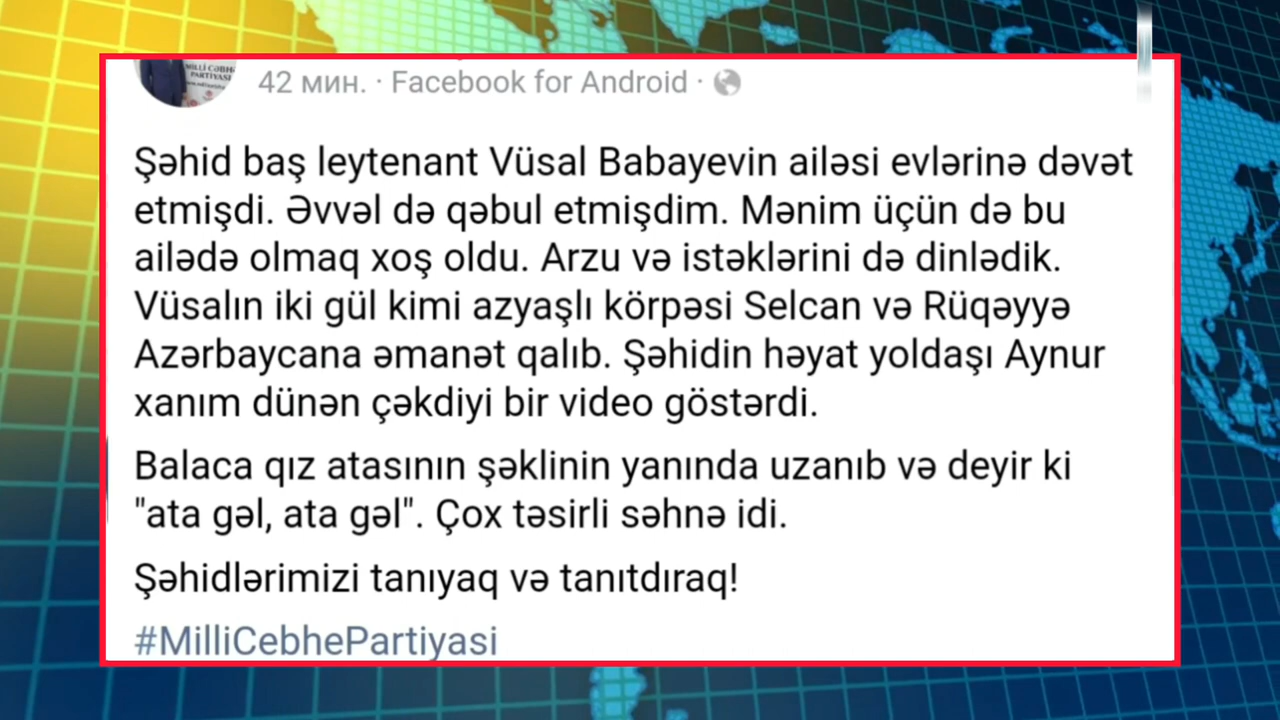 MİLLİ CƏBHƏ
PARTİYASI
42 мин. · Facebook for Android ·
Şəhid baş leytenant Vüsal Babayevin ailəsi evlərinə dəvət
etmişdi. Əvvəl də qəbul etmişdim. Mənim üçün də bu
ailədə olmaq xoş oldu. Arzu və istəklərini də dinlədik.
Vüsalın iki gül kimi azyaşlı körpəsi Selcan və Rüqəyyə
Azərbaycana əmanət qalıb. Şəhidin həyat yoldaşı Aynur
xanım dünən çəkdiyi bir video göstərdi.
Balaca qız atasının şəklinin yanında uzanıb və deyir ki
"ata gəl, ata gəl". Çox təsirli səhnə idi.
Şəhidlərimizi tanıyaq və tanıtdıraq!
#MilliCebhePartiyasi